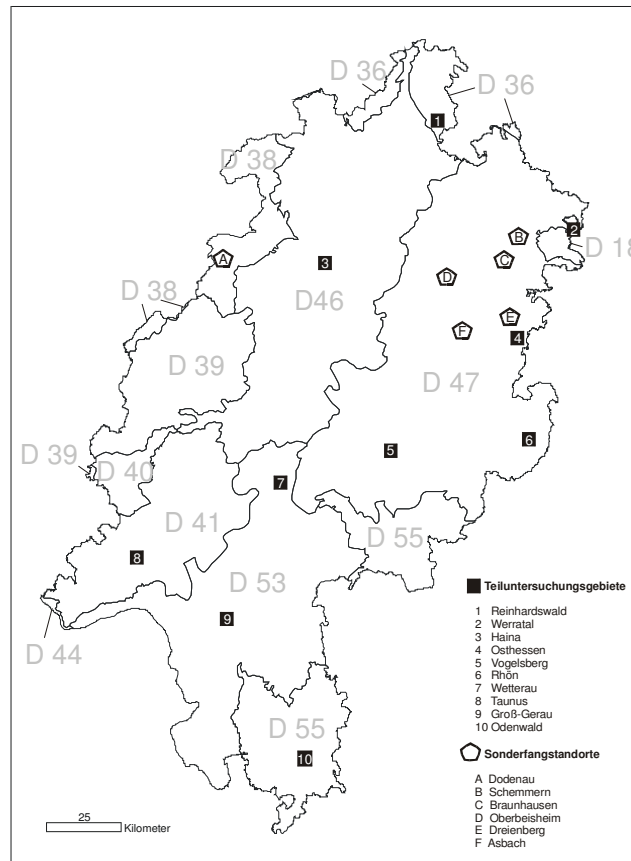 D 36
D 36
1
D 38
2
B
D 18
A
C
3
D
D 38
D46
E
F
4
D 39
D 47
6
5
D 39
D 40
7
D 41
D 55
8
D 53
Teiluntersuchungsgebiete
1 Reinhardswald
2 Werratal
3 Haina
4 Osthessen
5 Vogelsberg
6 Rhön
7 Wetterau
8 Taunus
9 Groß-Gerau
10 Odenwald
9
D 44
D 55
10
Sonderfangstandorte
A Dodenau
B Schemmern
C Braunhausen
D Oberbeisheim
E Dreienberg
F Asbach
25
Kilometer